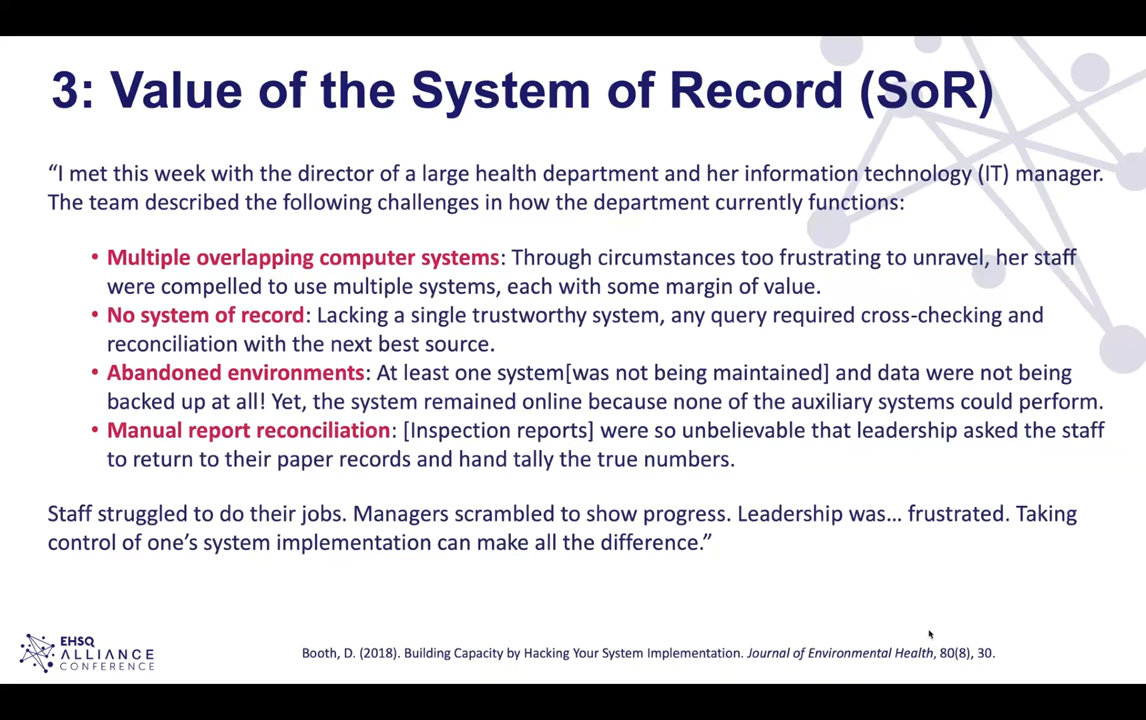 3: Value of the System of Record (SoR)
“I met this week with the director of a large health department and her information technology (IT) manager.
The team described the following challenges in how the department currently functions:
• Multiple overlapping computer systems: Through circumstances too frustrating to unravel, her staff
were compelled to use multiple systems, each with some margin of value.
• No system of record: Lacking a single trustworthy system, any query required cross-checking and
reconciliation with the next best source.
• Abandoned environments: At least one system[was not being maintained] and data were not being
backed up at all! Yet, the system remained online because none of the auxiliary systems could perform.
• Manual report reconciliation: [Inspection reports] were so unbelievable that leadership asked the staff
to return to their paper records and hand tally the true numbers.
Staff struggled to do their jobs. Managers scrambled to show progress. Leadership was… frustrated. Taking
control of one’s system implementation can make all the difference.”
EHSQ
ALLIANCE
CONFERENCE
Booth, D. (2018). Building Capacity by Hacking Your System Implementation. Journal of Environmental Health, 80(8), 30.